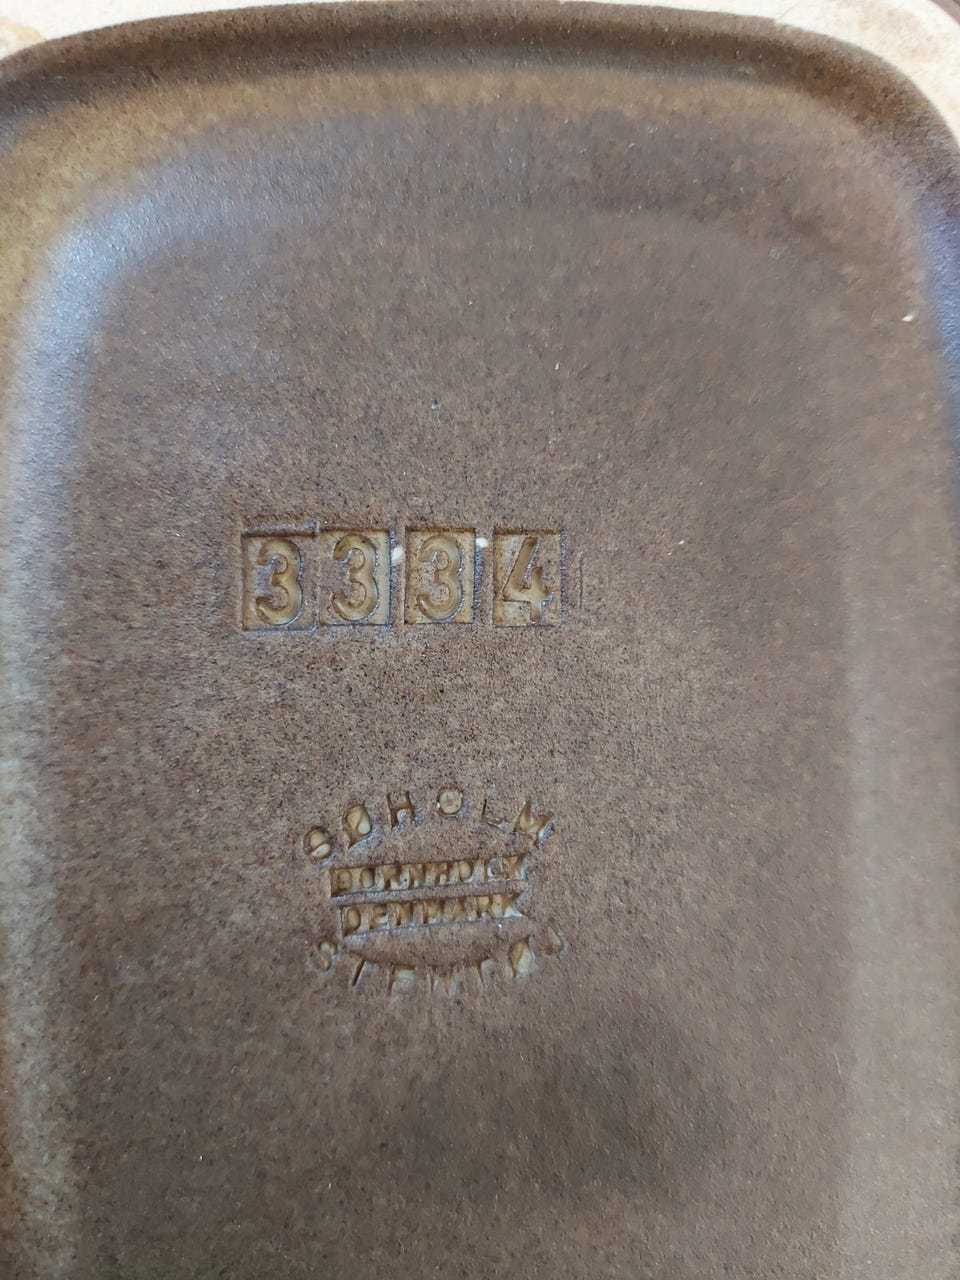 3334
SØHOLM
BORNHOLM
DENMARK
STENTØJ